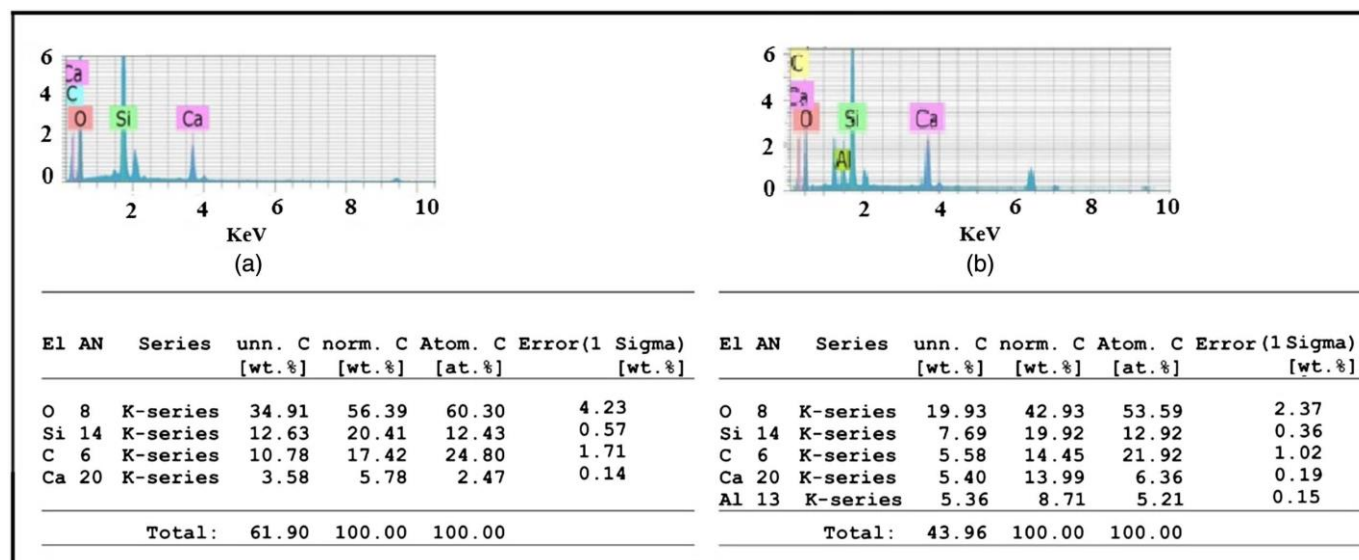 6
4
2
0
Ca
C
O
Si
Ca
2 4 6 8 10
KeV
(a)
El AN Series unn. C norm. C Atom. C Error(1 Sigma)
[wt.%] [wt.%] [at.%] [wt.%]
O 8 K-series 34.91 56.39 60.30 4.23
Si 14 K-series 12.63 20.41 12.43 0.57
C 6 K-series 10.78 17.42 24.80 1.71
Ca 20 K-series 3.58 5.78 2.47 0.14
Total: 61.90 100.00 100.00
6
4
2
0
C
Ca
O
Al
Si
Ca
2 4 6 8 10
KeV
(b)
El AN Series unn. C norm. C Atom. C Error(1 Sigma)
[wt.%] [wt.%] [at.%] [wt.%]
O 8 K-series 19.93 42.93 53.59 2.37
Si 14 K-series 7.69 19.92 12.92 0.36
C 6 K-series 5.58 14.45 21.92 1.02
Ca 20 K-series 5.40 13.99 6.36 0.19
Al 13 K-series 5.36 8.71 5.21 0.15
Total: 43.96 100.00 100.00